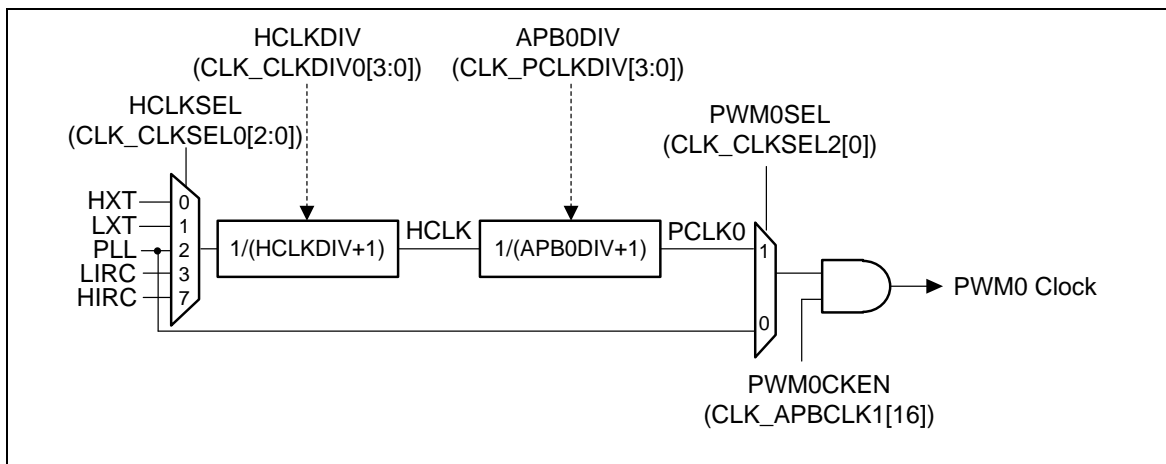 HCLKDIV
(CLK_CLKDIV0[3:0])
APB0DIV
(CLK_PCLKDIV[3:0])
HCLKSEL
(CLK_CLKSEL0[2:0])
PWM0SEL
(CLK_CLKSEL2[0])
HXT
0
LXT
1
PLL
2
LIRC
3
HIRC
7
1/(HCLKDIV+1)
HCLK
1/(APB0DIV+1)
PCLK0
1
0
PWM0 Clock
PWM0CKEN
(CLK_APBCLK1[16])